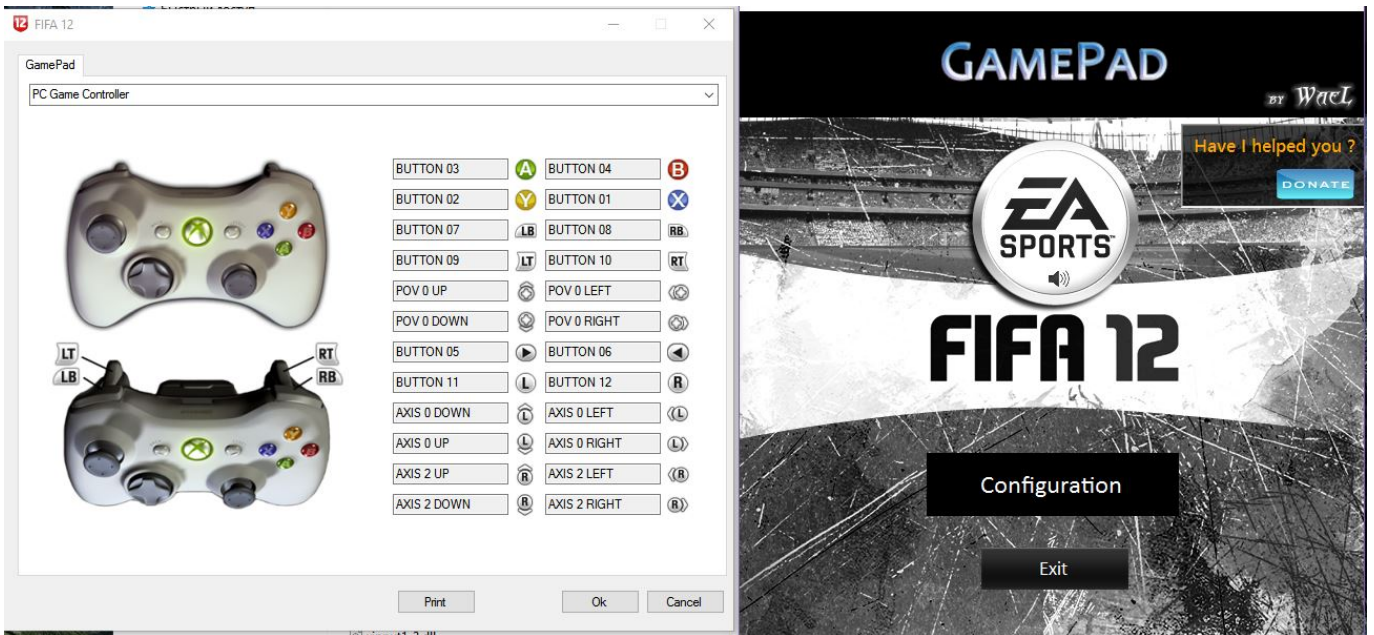 12 FIFA 12
GamePad
PC Game Controller
BUTTON 03 A BUTTON 04 B
BUTTON 02 Y BUTTON 01 X
BUTTON 07 LB BUTTON 08 RB
BUTTON 09 LT BUTTON 10 RT
POV 0 UP POV 0 LEFT
POV 0 DOWN POV 0 RIGHT
BUTTON 05 BUTTON 06
BUTTON 11 L BUTTON 12 R
AXIS 0 DOWN L AXIS 0 LEFT L
AXIS 0 UP L AXIS 0 RIGHT L
AXIS 2 UP R AXIS 2 LEFT R
AXIS 2 DOWN R AXIS 2 RIGHT R
LT RT
LB RB
Print Ok Cancel
GAMEPAD
BY WaeL
Have I helped you ?
DONATE
EA
SPORTS
FIFA 12
Configuration
Exit